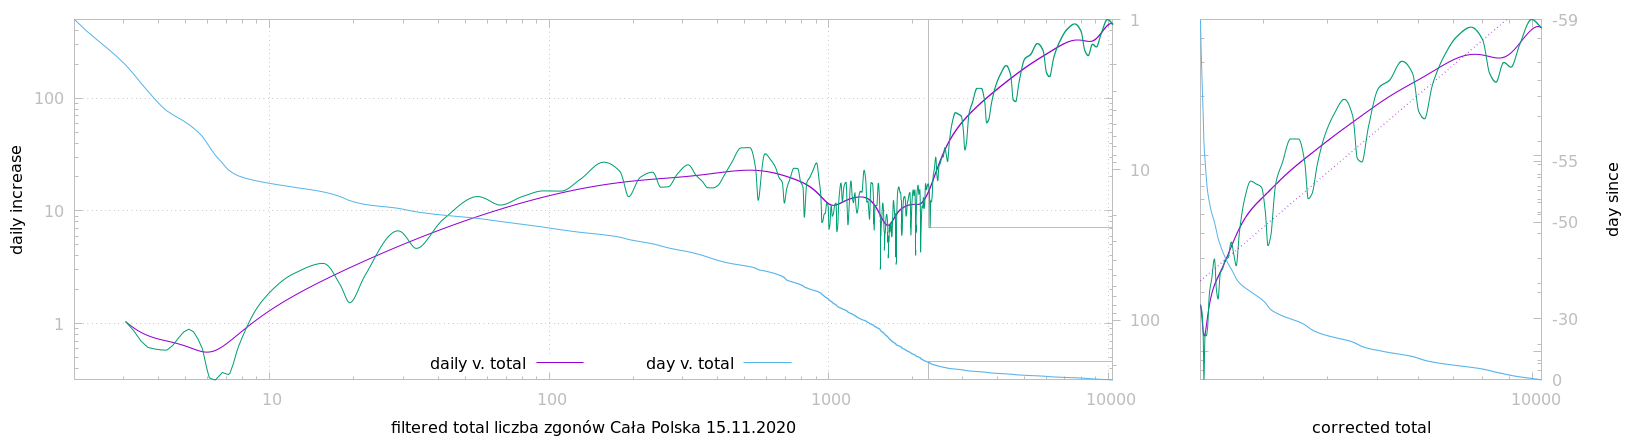 daily increase
100
10
1
daily v. total
day v. total
1
10
100
10
100
1000
10000
filtered total liczba zgonów Cała Polska 15.11.2020
-59
-55
-50
-30
0
day since
10000
corrected total